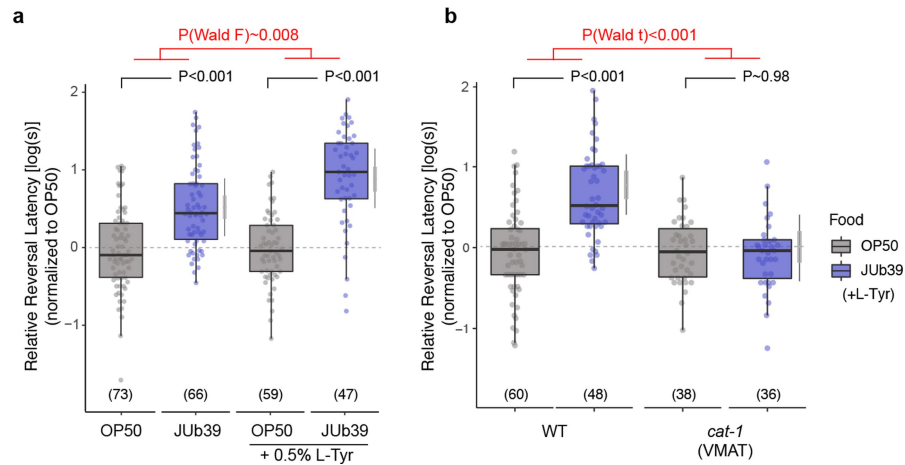 a
P(Wald F)~0.008
P<0.001
P<0.001
Relative Reversal Latency [log(s)]
(normalized to OP50)
2
1
0
−1
(73)
(66)
(59)
(47)
OP50
JUb39
OP50
JUb39
+ 0.5% L-Tyr
b
P(Wald t)<0.001
P<0.001
P~0.98
Relative Reversal Latency [log(s)]
(normalized to OP50)
2
1
0
−1
(60)
(48)
(38)
(36)
WT
cat-1
(VMAT)
Food
OP50
JUb39
(+L-Tyr)